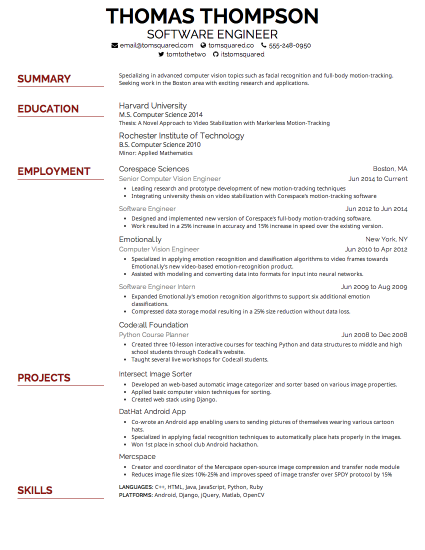 THOMAS THOMPSON
SOFTWARE ENGINEER
email@tomsquared.com tomsquared.co 555-248-0950
tomtothetwo itstomsquared
SUMMARY
Specializing in advanced computer vision topics such as facial recognition and full-body motion-tracking.
Seeking work in the Boston area with exciting research and applications.
EDUCATION
Harvard University
M.S. Computer Science 2014
Thesis: A Novel Approach to Video Stabilization with Markerless Motion-Tracking
Rochester Institute of Technology
B.S. Computer Science 2010
Minor: Applied Mathematics
EMPLOYMENT
Corespace Sciences Boston, MA
Senior Computer Vision Engineer Jun 2014 to Current
• Leading research and prototype development of new motion-tracking techniques
• Integrating university thesis on video stabilization with Corespace's motion-tracking software
Software Engineer Jun 2012 to Jun 2014
• Designed and implemented new version of Corespace's full-body motion-tracking software.
• Work resulted in a 25% increase in accuracy and 15% increase in speed over the existing version.
Emotional.ly New York, NY
Computer Vision Engineer Jun 2010 to Apr 2012
• Specialized in applying emotion recognition and classification algorithms to video frames towards
Emotional.ly's new video-based emotion-recognition product.
• Assisted with modeling and converting data into formats for input into neural networks.
Software Engineer Intern Jun 2009 to Aug 2009
• Expanded Emotional.ly's emotion recognition algorithms to support six additional emotion
classifications.
• Compressed data storage modal resulting in a 25% size reduction without data loss.
Code:all Foundation
Python Course Planner Jun 2008 to Dec 2008
• Created three 10-lesson interactive courses for teaching Python and data structures to middle and high
school students through Code:all's website.
• Taught several live workshops for Code:all students.
PROJECTS
Intersect Image Sorter
• Developed an web-based automatic image categorizer and sorter based on various image properties.
• Applied basic computer vision techniques for sorting.
• Created web stack using Django.
DatHat Android App
• Co-wrote an Android app enabling users to sending pictures of themselves wearing various cartoon
hats.
• Specialized in applying facial recognition techniques to automatically place hats properly in the images.
• Won 1st place in school club Android hackathon.
Mercspace
• Creator and coordinator of the Mercspace open-source image compression and transfer node module
• Reduces image file sizes 10%-25% and improves speed of image transfer over SPDY protocol by 15%
SKILLS
LANGUAGES: C++, HTML, Java, JavaScript, Python, Ruby
PLATFORMS: Android, Django, jQuery, Matlab, OpenCV